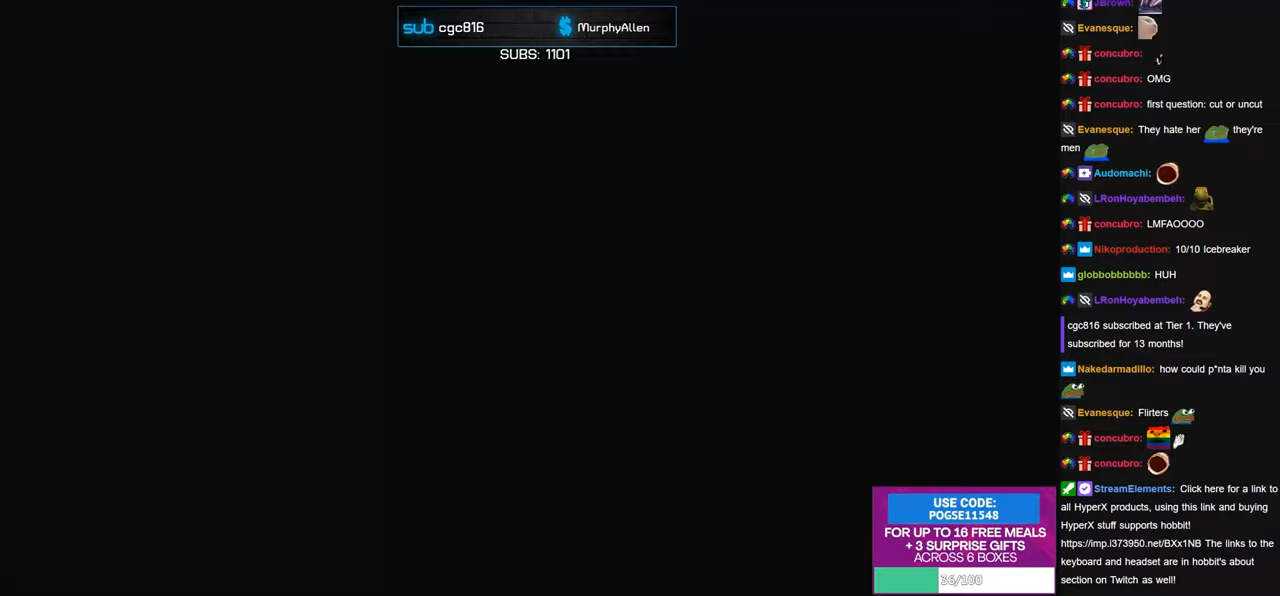 sub cgc816 $ MurphyAllen
SUBS: 1101
JBrown:
Evanesque:
concubro:
concubro: OMG
concubro: first question: cut or uncut
Evanesque: They hate her they're
men
Audomachi:
LRonHoyabembeh:
concubro: LMFAOOOO
Nikoproduction: 10/10 Icebreaker
globbobbbbbb: HUH
LRonHoyabembeh:
cgc816 subscribed at Tier 1. They've
subscribed for 13 months!
Nakedarmadillo: how could p*nta kill you
Evanesque: Flirters
concubro:
concubro:
StreamElements: Click here for a link to
all HyperX products, using this link and buying
HyperX stuff supports hobbit!
https://imp.i373950.net/BXx1NB The links to the
keyboard and headset are in hobbit's about
section on Twitch as well!
USE CODE:
POGSE11548
FOR UP TO 16 FREE MEALS
+ 3 SURPRISE GIFTS
ACROSS 6 BOXES
36/100